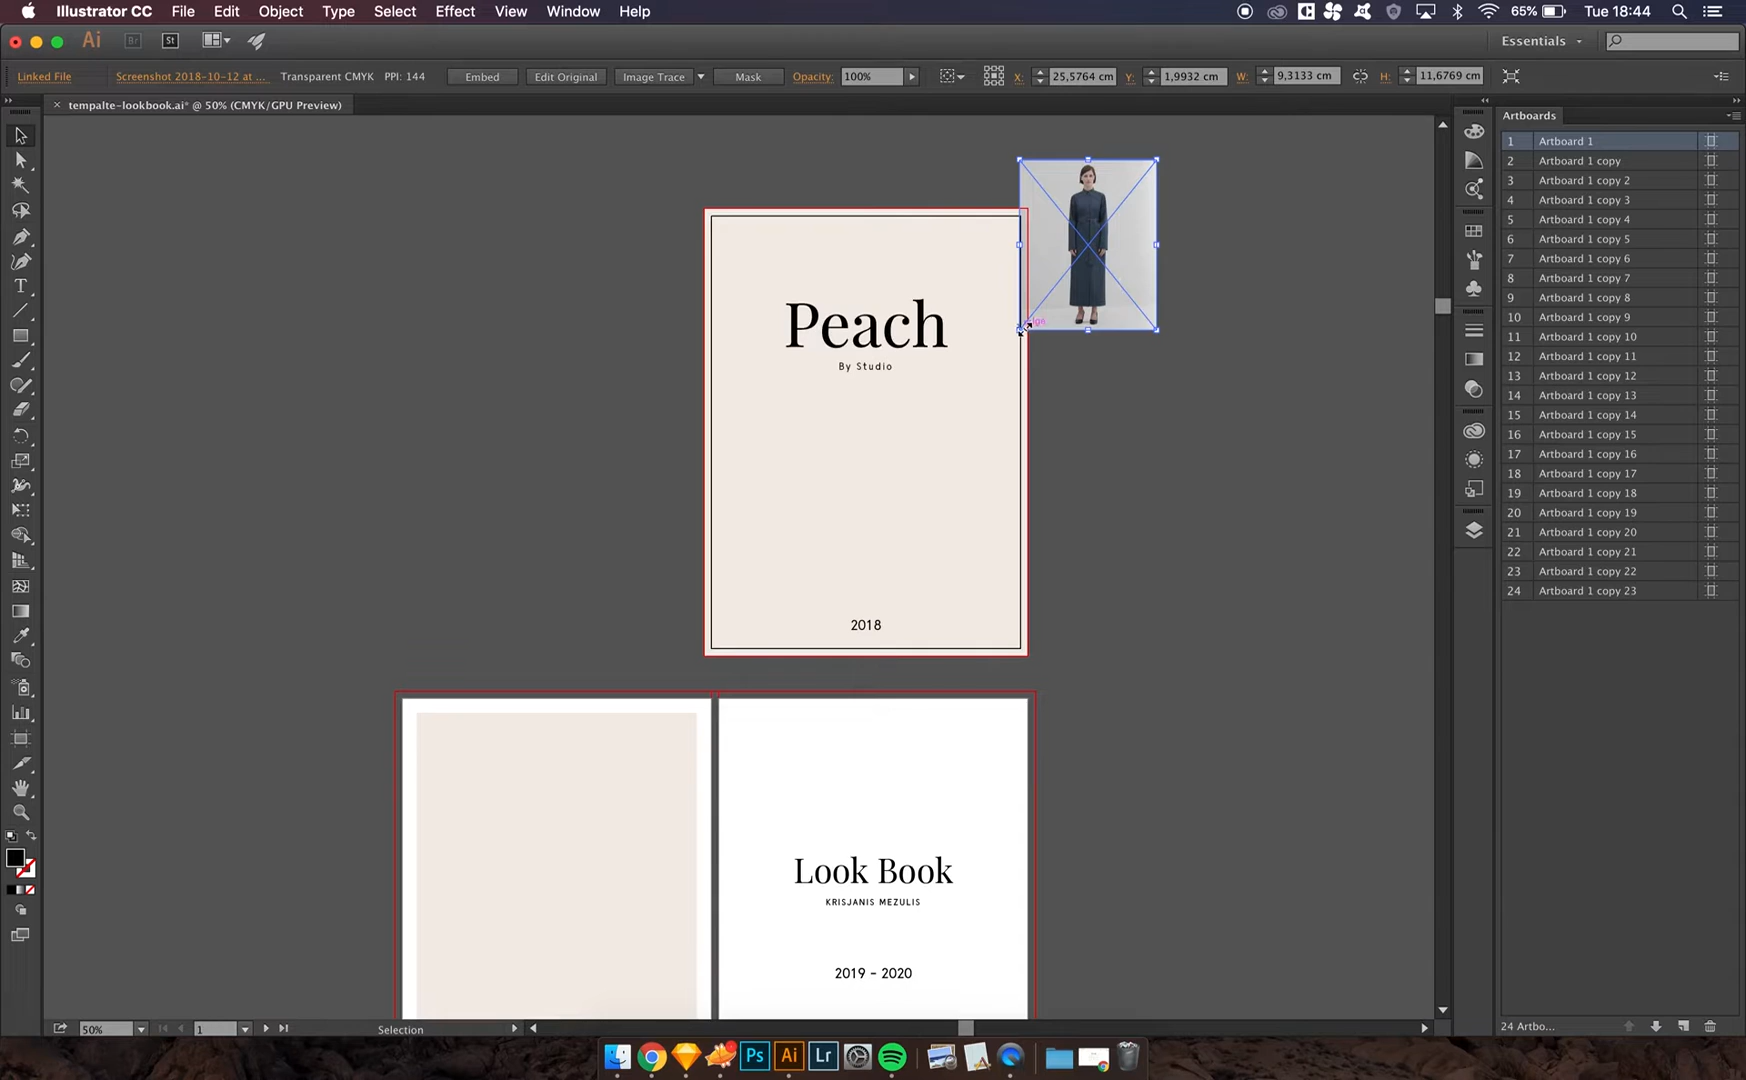 Illustrator CC File Edit Object Type Select Effect View Window Help
65% Tue 18:44
Ai Br St
Essentials
Linked File Screenshot 2018-10-12 at ... Transparent CMYK PPI: 144 Embed Edit Original Image Trace Mask Opacity: 100% X: 25,5764 cm Y: 1,9932 cm W: 9,3133 cm H: 11,6769 cm
× tempalte-lookbook.ai* @ 50% (CMYK/GPU Preview)
Artboards
1 Artboard 1
2 Artboard 1 copy
3 Artboard 1 copy 2
4 Artboard 1 copy 3
5 Artboard 1 copy 4
6 Artboard 1 copy 5
7 Artboard 1 copy 6
8 Artboard 1 copy 7
9 Artboard 1 copy 8
10 Artboard 1 copy 9
11 Artboard 1 copy 10
12 Artboard 1 copy 11
13 Artboard 1 copy 12
14 Artboard 1 copy 13
15 Artboard 1 copy 14
16 Artboard 1 copy 15
17 Artboard 1 copy 16
18 Artboard 1 copy 17
19 Artboard 1 copy 18
20 Artboard 1 copy 19
21 Artboard 1 copy 20
22 Artboard 1 copy 21
23 Artboard 1 copy 22
24 Artboard 1 copy 23
Peach
By Studio
2018
Look Book
KRISJANIS MEZULIS
2019 - 2020
50% 1 Selection
24 Artbo...
Ps Ai Lr